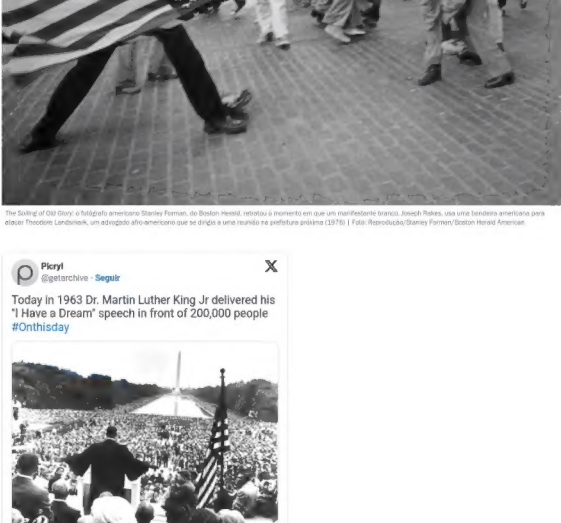 The Soiling of Old Glory: o fotógrafo americano Stanley Forman, do Boston Herald, retratou o momento em que um manifestante branco, Joseph Rakes, usa uma bandeira americana para
atacar Theodore Landsmark, um advogado afro-americano que se dirigia a uma reunião na prefeitura próxima (1976) | Foto: Reprodução/Stanley Forman/Boston Herald American
Picryl
@getarchive · Seguir
Today in 1963 Dr. Martin Luther King Jr delivered his
"I Have a Dream" speech in front of 200,000 people
#Onthisday